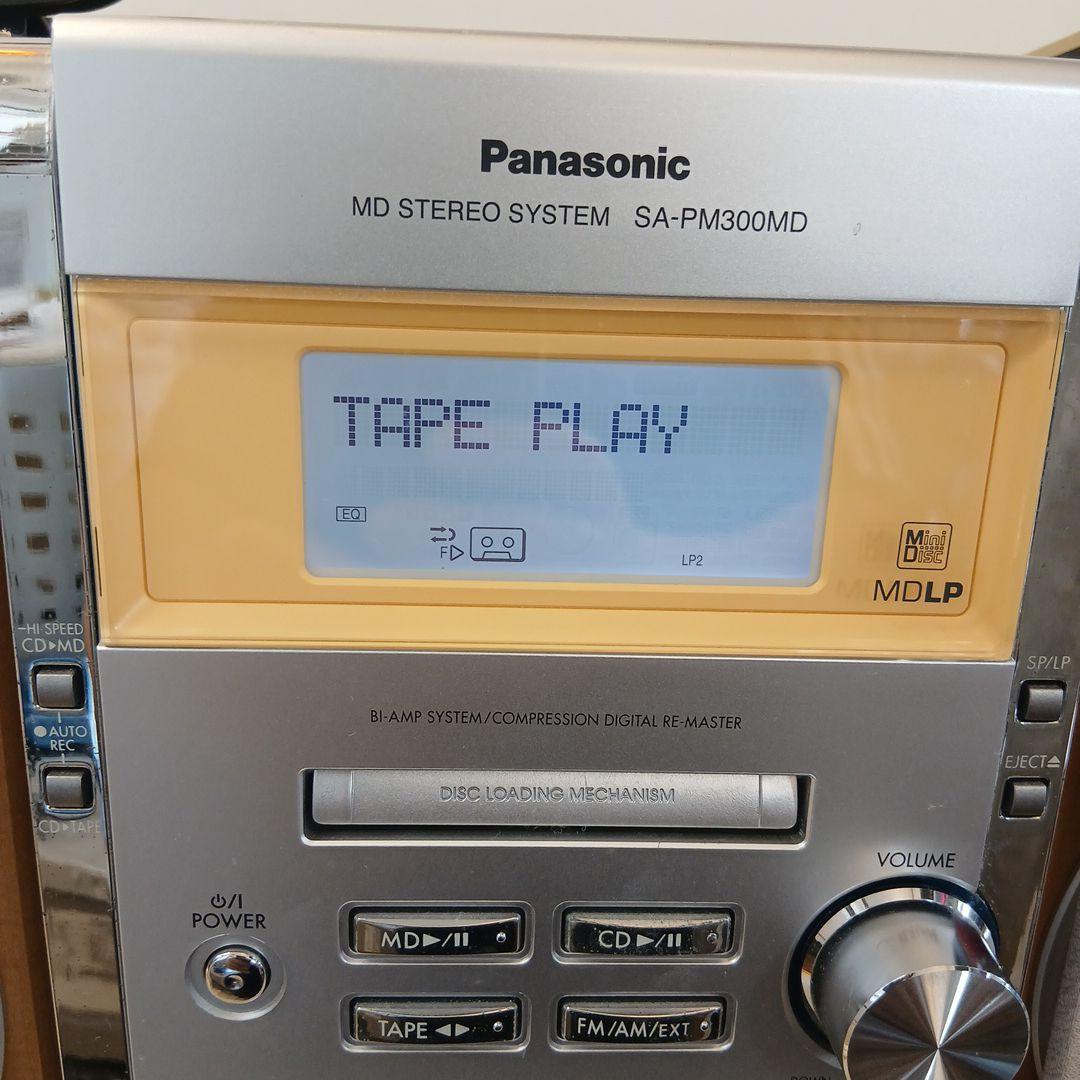 Panasonic
MD STEREO SYSTEM SA-PM300MD
TAPE PLAY
EQ
F
LP2
Mini Disc
MDLP
-HI SPEED
CD▶MD
●AUTO
REC
CD▶TAPE
SP/LP
EJECT⏏
BI-AMP SYSTEM/COMPRESSION DIGITAL RE-MASTER
DISC LOADING MECHANISM
VOLUME
⏻/I
POWER
MD▶/II
CD▶/II
TAPE ◀▶
FM/AM/EXT
DOWN